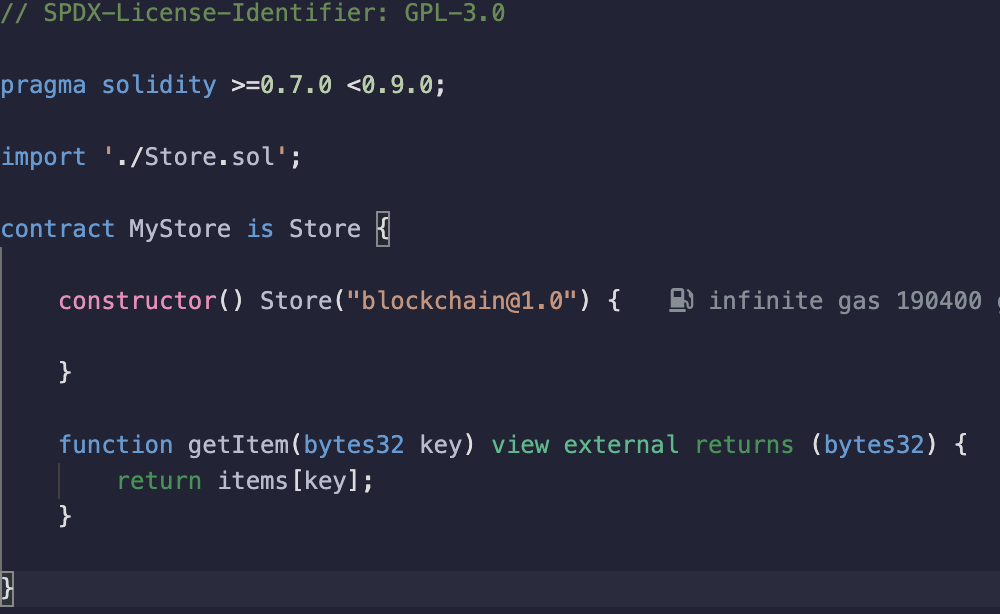 // SPDX-License-Identifier: GPL-3.0
pragma solidity >=0.7.0 <0.9.0;
import './Store.sol';
contract MyStore is Store {
constructor() Store("blockchain@1.0") { infinite gas 190400
}
function getItem(bytes32 key) view external returns (bytes32) {
return items[key];
}
}